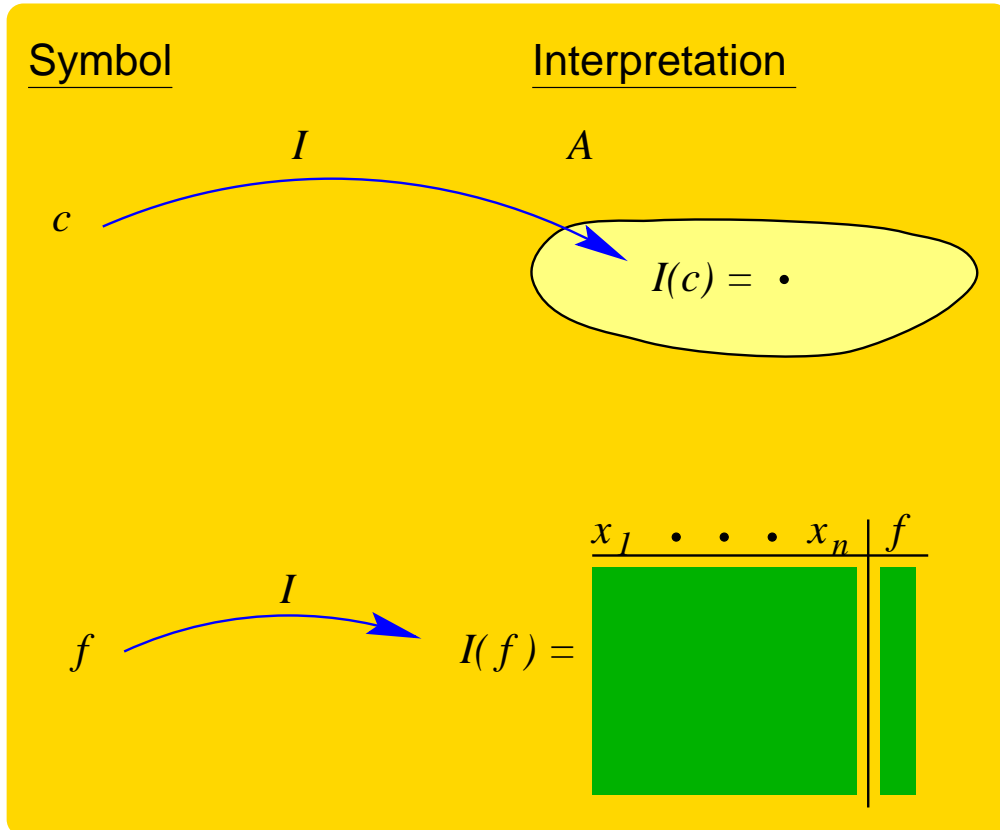 Symbol Interpretation
I A
c
I(c) = •
x1 • • • xn f
I
f I(f) =